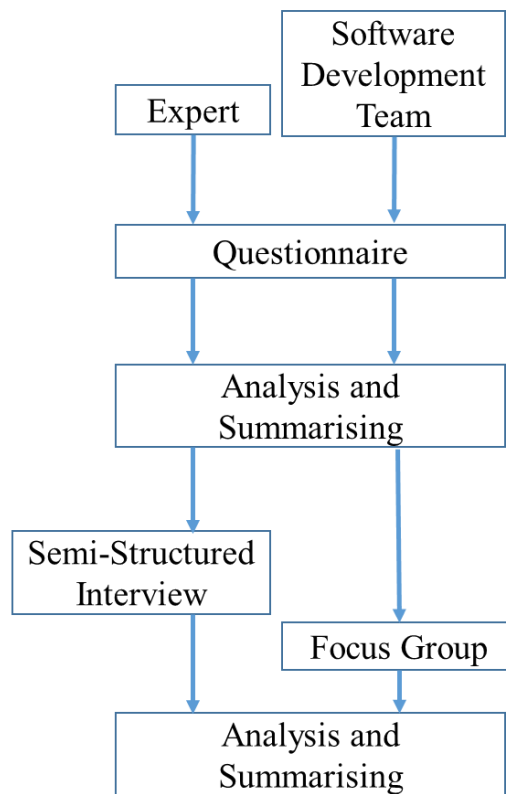 Software
Development
Team
Expert
Questionnaire
Analysis and
Summarising
Semi-Structured
Interview
Focus Group
Analysis and
Summarising